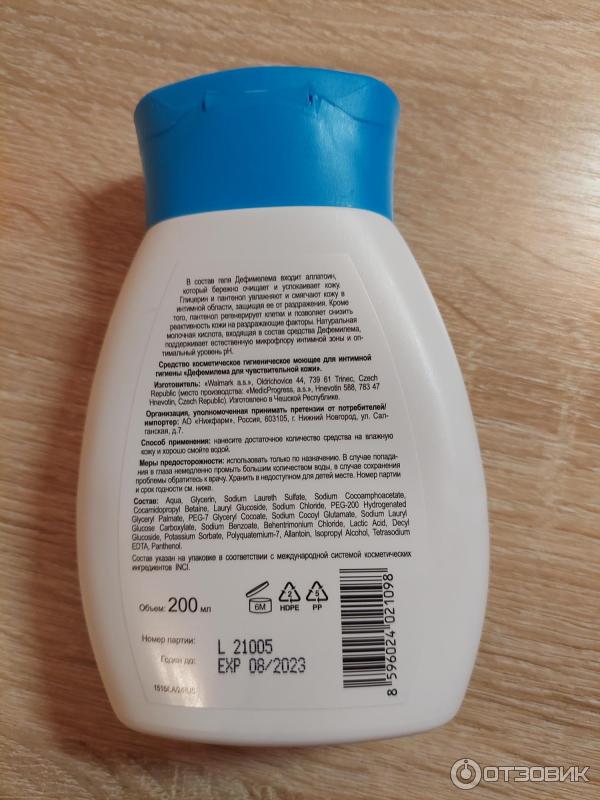 В состав геля Дефимелема входит аллатоин,
который бережно очищает и успокаивает кожу.
Глицерин и пантенол увлажняют и смягчают кожу в
интимной области, защищая ее от раздражения. Кроме
того, пантенол регенерирует клетки и позволяет снизить
реактивность кожи на раздражающие факторы. Натуральная
молочная кислота, входящая в состав средства Дефимилема,
поддерживает естественную микрофлору интимной зоны и оп-
тимальный уровень pH.
Средство косметическое гигиеническое моющее для интимной
гигиены «Дефемилема для чувствительной кожи».
Изготовитель: «Walmark a.s.», Oldrichovice 44, 739 61 Trinec, Czech
Republic (место производства: «MedicProgress, a.s.», Hnevotin 588, 783 47
Hnevotin, Czech Republic). Изготовлено в Чешской Республике.
Организация, уполномоченная принимать претензии от потребителей/
импортер: АО «Нижфарм», Россия, 603105, г. Нижний Новгород, ул. Сал-
ганская, д.7.
Способ применения: нанесите достаточное количество средства на влажную
кожу и хорошо смойте водой.
Меры предосторожности: использовать только по назначению. В случае попада-
ния в глаза немедленно промыть большим количеством воды, в случае сохранения
проблемы обратитесь к врачу. Хранить в недоступном для детей месте. Номер партии
и срок годности см. ниже.
Состав: Aqua, Glycerin, Sodium Laureth Sulfate, Sodium Cocoamphoacetate,
Cocamidopropyl Betaine, Lauryl Glucoside, Sodium Chloride, PEG-200 Hydrogenated
Glyceryl Palmate, PEG-7 Glyceryl Cocoate, Sodium Cocoyl Glutamate, Sodium Lauryl
Glucose Carboxylate, Sodium Benzoate, Behentrimonium Chloride, Lactic Acid, Decyl
Glucoside, Potassium Sorbate, Polyquaternium-7, Allantoin, Isopropyl Alcohol, Tetrasodium
EDTA, Panthenol.
Состав указан на упаковке в соответствии с международной системой косметических
ингредиентов INCI.
Объем: 200 мл
6M
2
HDPE
5
PP
Номер партии: L 21005
Годен до: EXP 08/2023
8 596024 021098
ОТЗОВИК